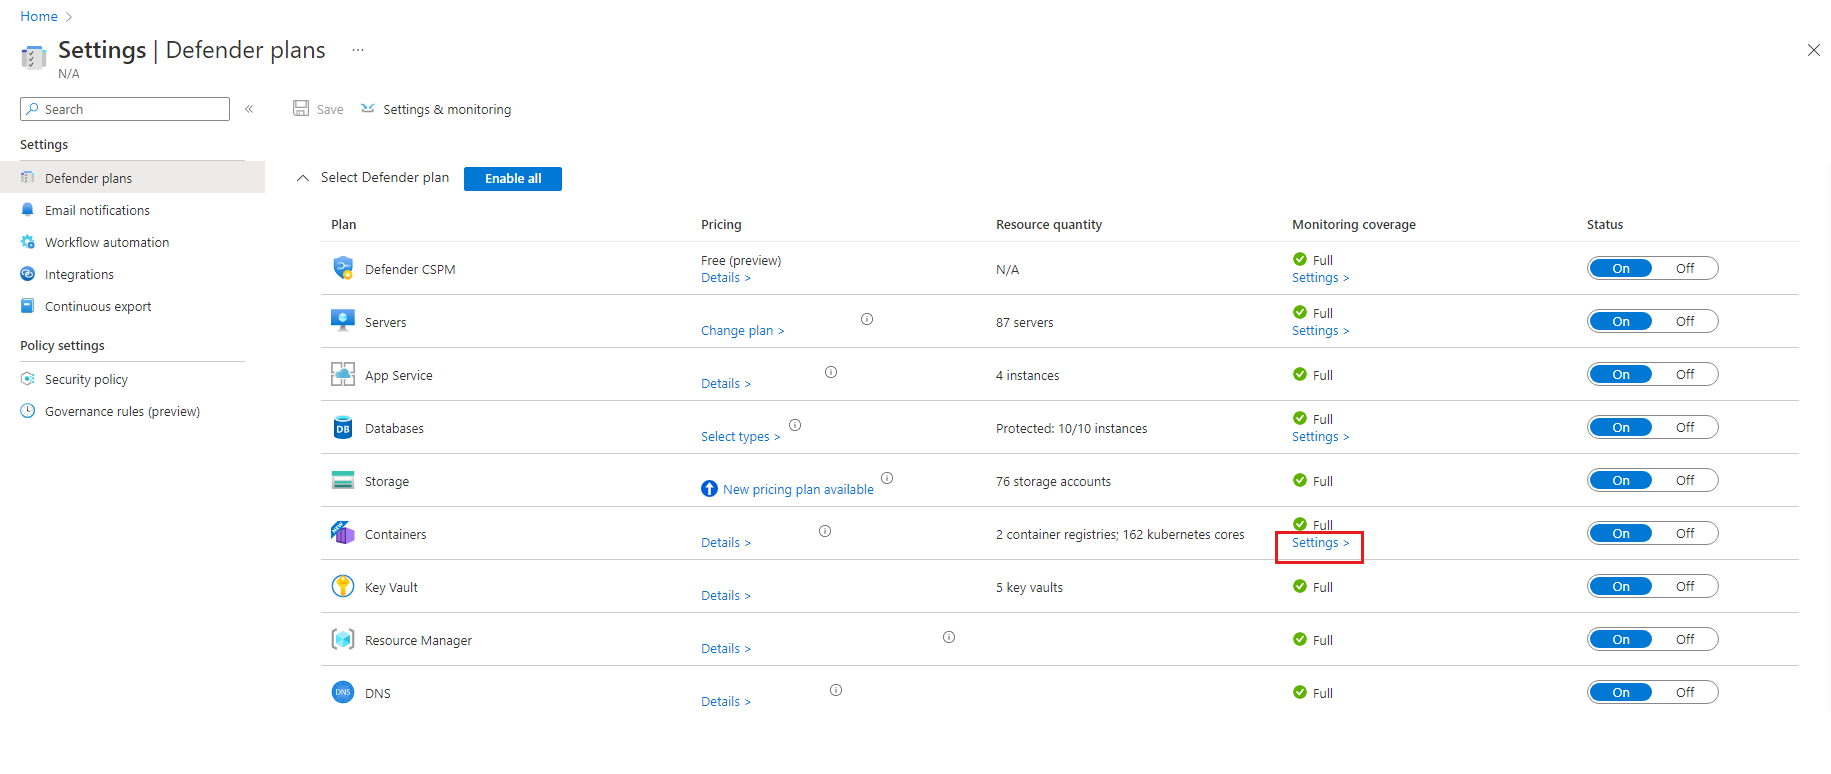 Home >
Settings | Defender plans ...
N/A
Search «
Save Settings & monitoring
Settings
Defender plans
Email notifications
Workflow automation
Integrations
Continuous export
Policy settings
Security policy
Governance rules (preview)
Select Defender plan Enable all
Plan Pricing Resource quantity Monitoring coverage Status
Defender CSPM Free (preview) N/A Full On Off
Details > Settings >
Servers 87 servers Full On Off
Change plan > Settings >
App Service 4 instances Full On Off
Details >
Databases Protected: 10/10 instances Full On Off
Select types > Settings >
Storage 76 storage accounts Full On Off
New pricing plan available
NEW Containers 2 container registries; 162 kubernetes cores Full On Off
Details > Settings >
Key Vault 5 key vaults Full On Off
Details >
Resource Manager Full On Off
Details >
DNS DNS Full On Off
Details >